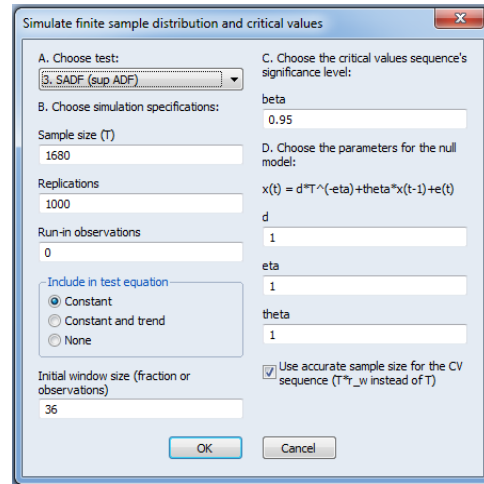 Simulate finite sample distribution and critical values
x
A. Choose test:
3. SADF (sup ADF)
B. Choose simulation specifications:
Sample size (T)
1680
Replications
1000
Run-in observations
0
Include in test equation
Constant
Constant and trend
None
Initial window size (fraction or
observations)
36
C. Choose the critical values sequence's
significance level:
beta
0.95
D. Choose the parameters for the null
model:
x(t) = d*T^(-eta)+theta*x(t-1)+e(t)
d
1
eta
1
theta
1
Use accurate sample size for the CV
sequence (T*r_w instead of T)
OK
Cancel